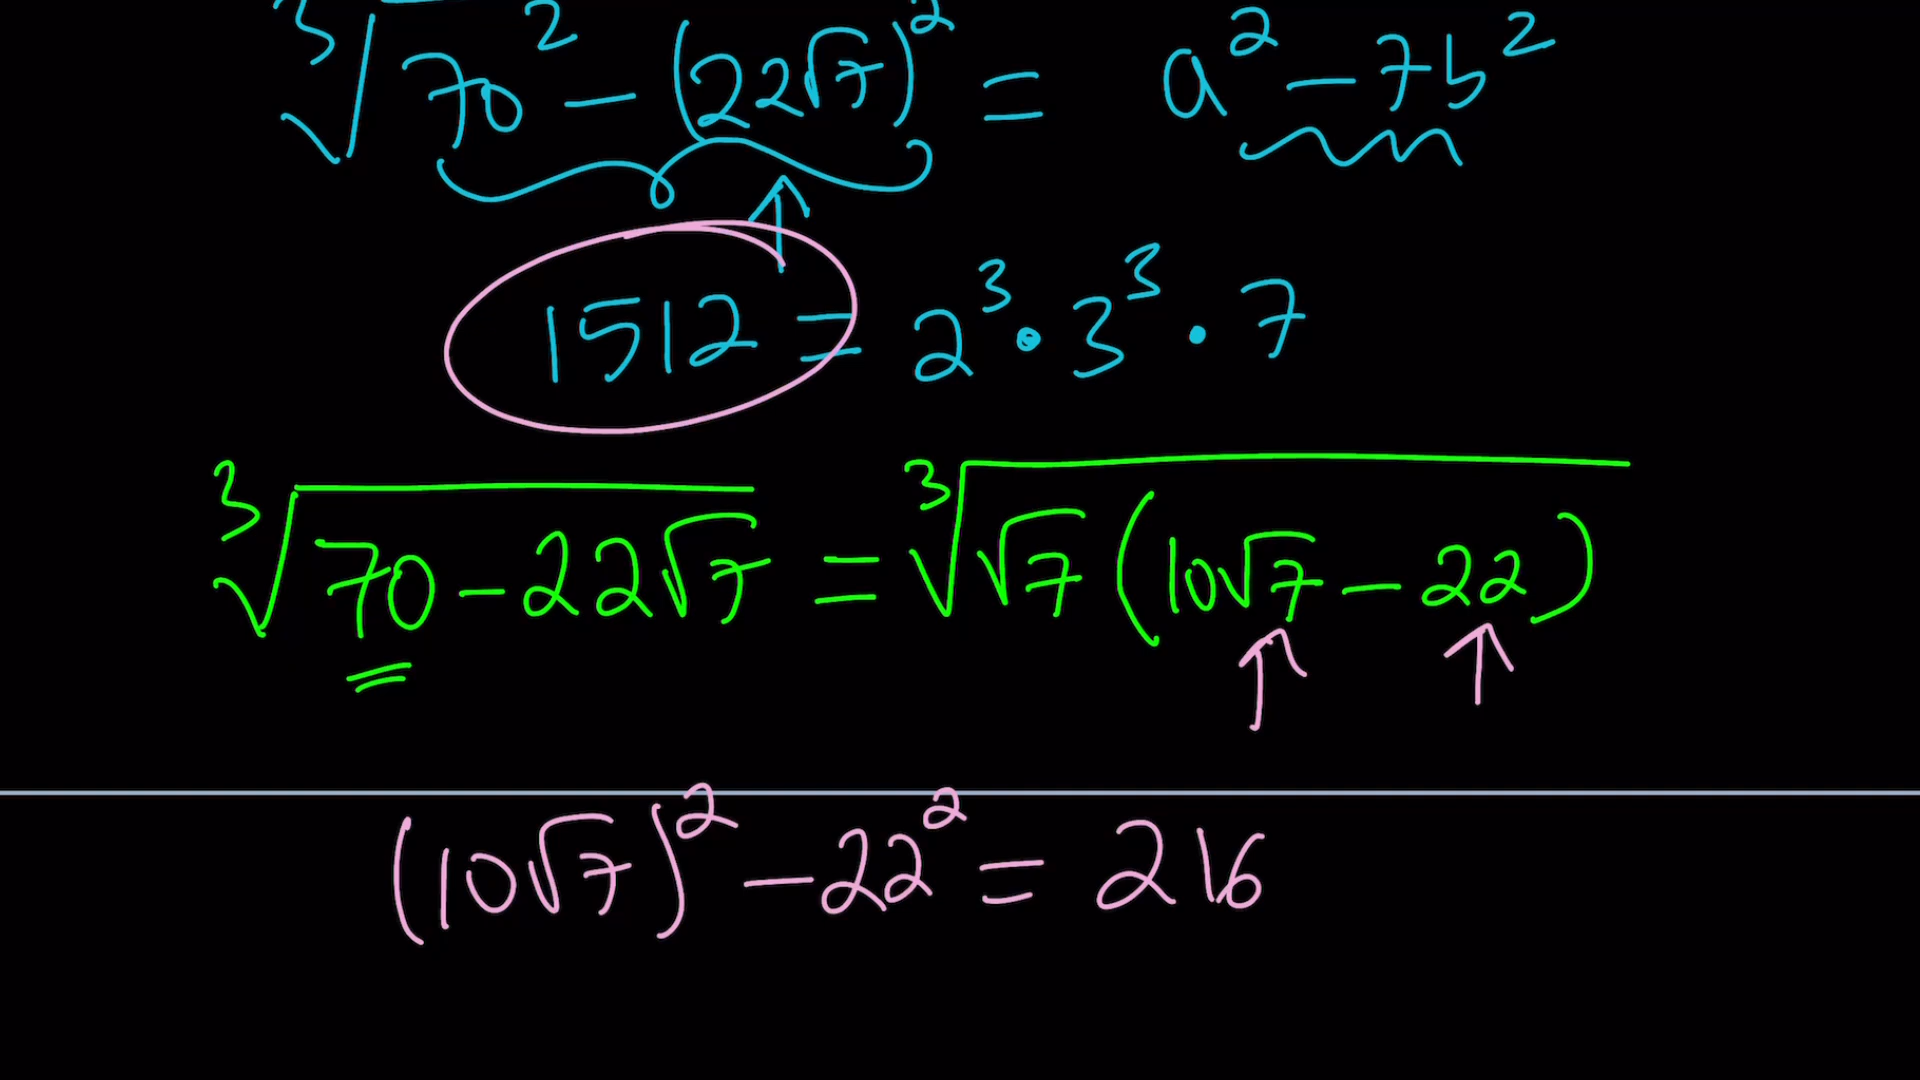 ∛(70² − (22√7)²) = a² − 7b²
1512 = 2³ · 3³ · 7
∛(70 − 22√7) = ∛(√7(10√7 − 22))
(10√7)² − 22² = 216